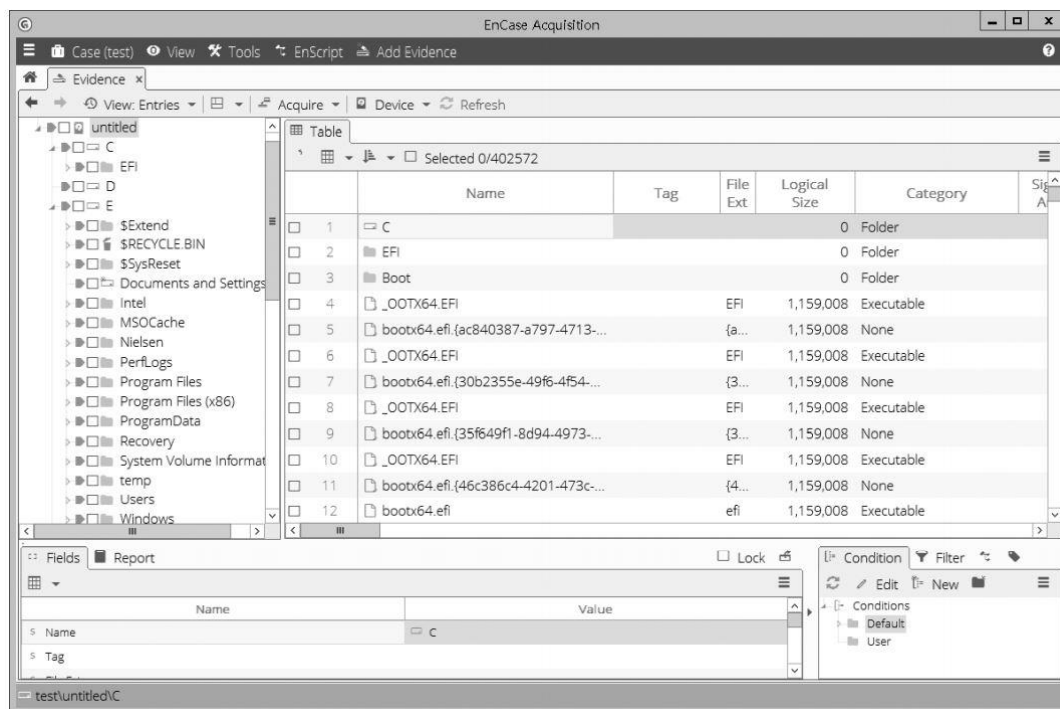 EnCase Acquisition
Case (test) View Tools EnScript Add Evidence
Evidence x
View: Entries Acquire Device Refresh
untitled
C
EFI
D
E
$Extend
$RECYCLE.BIN
$SysReset
Documents and Settings
Intel
MSOCache
Nielsen
PerfLogs
Program Files
Program Files (x86)
ProgramData
Recovery
System Volume Informat
temp
Users
Windows
Table
Selected 0/402572
Name Tag File Ext Logical Size Category Sig A
1 C 0 Folder
2 EFI 0 Folder
3 Boot 0 Folder
4 _OOTX64.EFI EFI 1,159,008 Executable
5 bootx64.efi.{ac840387-a797-4713-... {a... 1,159,008 None
6 _OOTX64.EFI EFI 1,159,008 Executable
7 bootx64.efi.{30b2355e-49f6-4f54-... {3... 1,159,008 None
8 _OOTX64.EFI EFI 1,159,008 Executable
9 bootx64.efi.{35f649f1-8d94-4973-... {3... 1,159,008 None
10 _OOTX64.EFI EFI 1,159,008 Executable
11 bootx64.efi.{46c386c4-4201-473c-... {4... 1,159,008 None
12 bootx64.efi efi 1,159,008 Executable
Fields Report Lock
Name Value
S Name C
S Tag
Condition Filter
Edit New
Conditions
Default
User
test\untitled\C